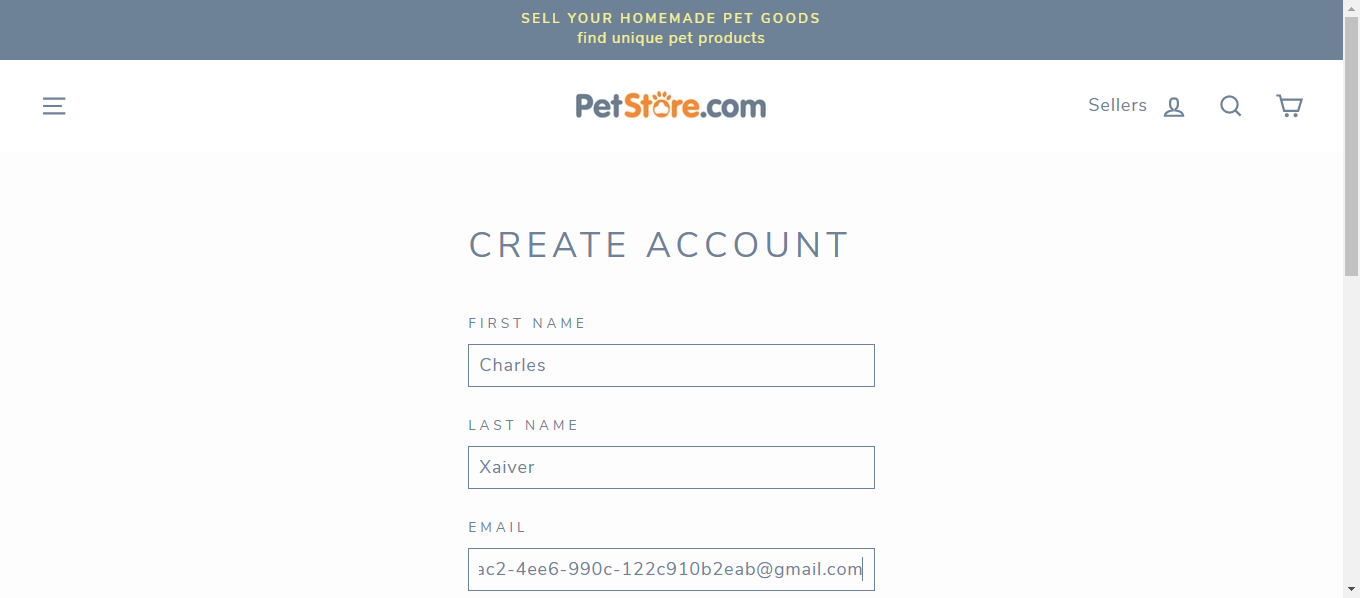 SELL YOUR HOMEMADE PET GOODS
find unique pet products
PetStore.com
Sellers
CREATE ACCOUNT
FIRST NAME
Charles
LAST NAME
Xaiver
EMAIL
ac2-4ee6-990c-122c910b2eab@gmail.com